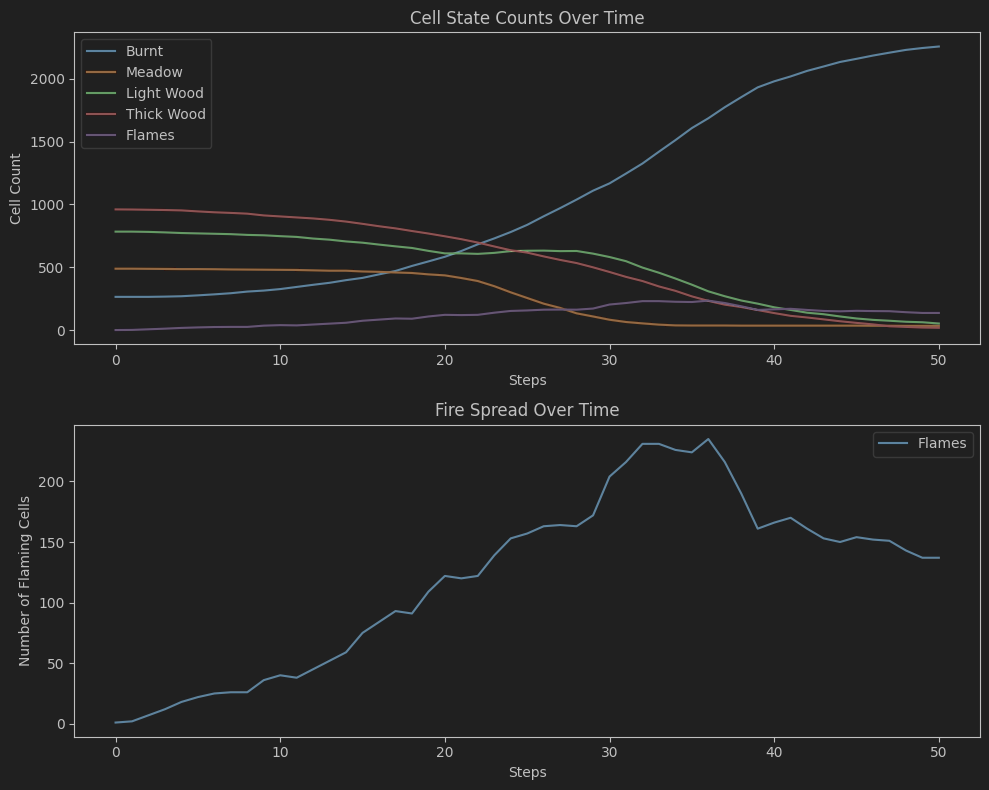 Cell State Counts Over Time
Burnt
Meadow
Light Wood
Thick Wood
Flames
Cell Count
2000
1500
1000
500
0
0 10 20 30 40 50
Steps
Fire Spread Over Time
Flames
Number of Flaming Cells
200
150
100
50
0
0 10 20 30 40 50
Steps